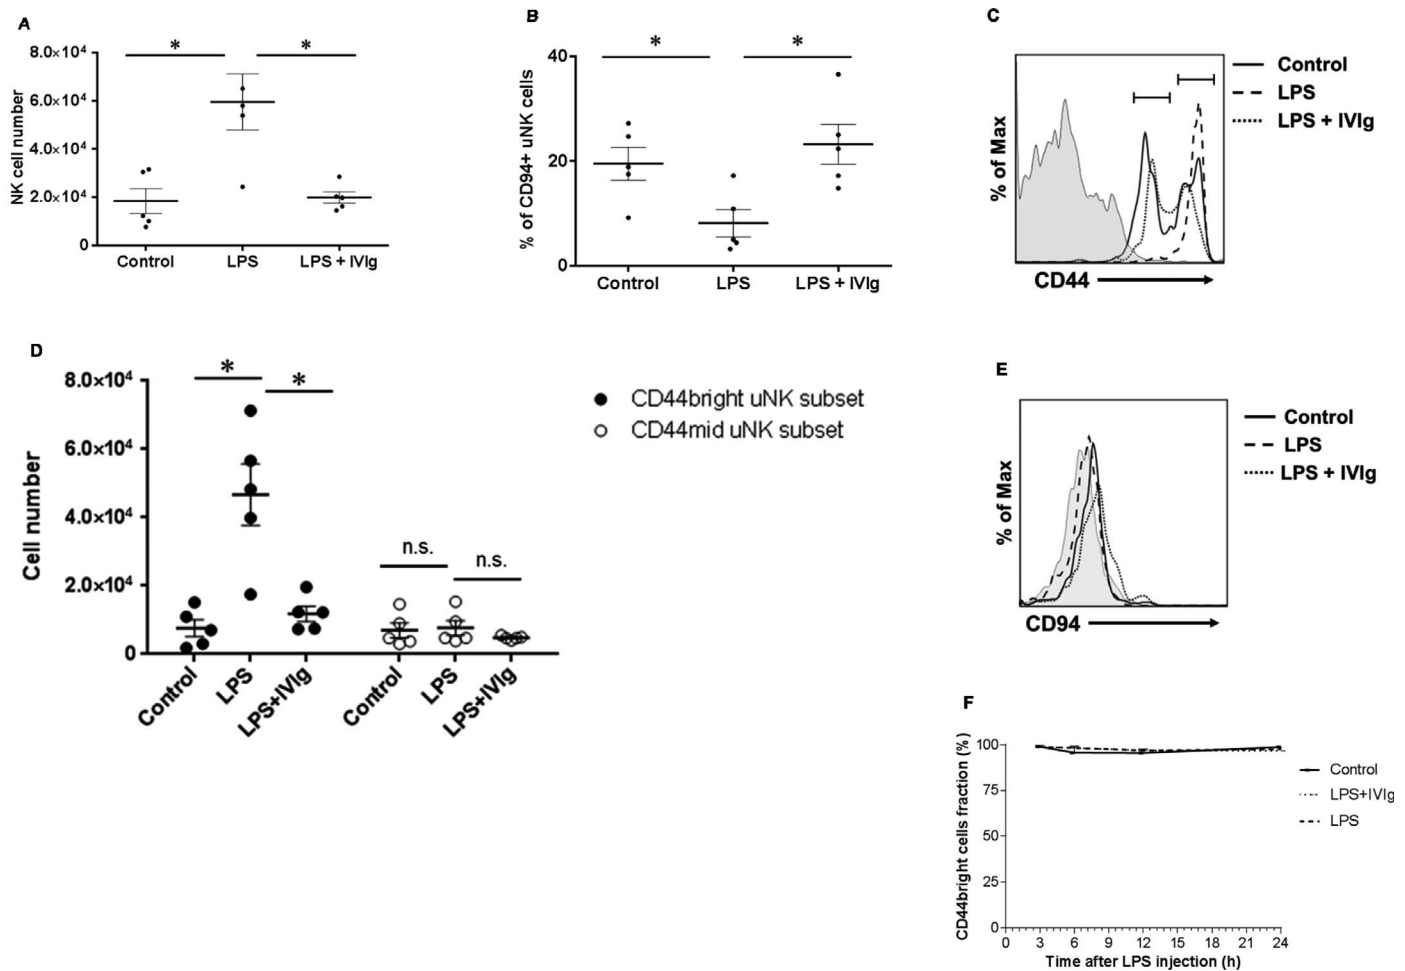 A
NK cell number
8.0×10⁴
6.0×10⁴
4.0×10⁴
2.0×10⁴
0
* *
Control LPS LPS + IVIg
B
% of CD94+ uNK cells
40
20
0
* *
Control LPS LPS + IVIg
C
% of Max
CD44
Control
LPS
LPS + IVIg
D
Cell number
8.0×10⁴
6.0×10⁴
4.0×10⁴
2.0×10⁴
0
* *
n.s. n.s.
Control LPS LPS+IVIg Control LPS LPS+IVIg
CD44bright uNK subset
CD44mid uNK subset
E
% of Max
CD94
Control
LPS
LPS + IVIg
F
CD44bright cells fraction (%)
100
75
50
25
0
0 3 6 9 12 15 18 21 24
Time after LPS injection (h)
Control
LPS+IVIg
LPS